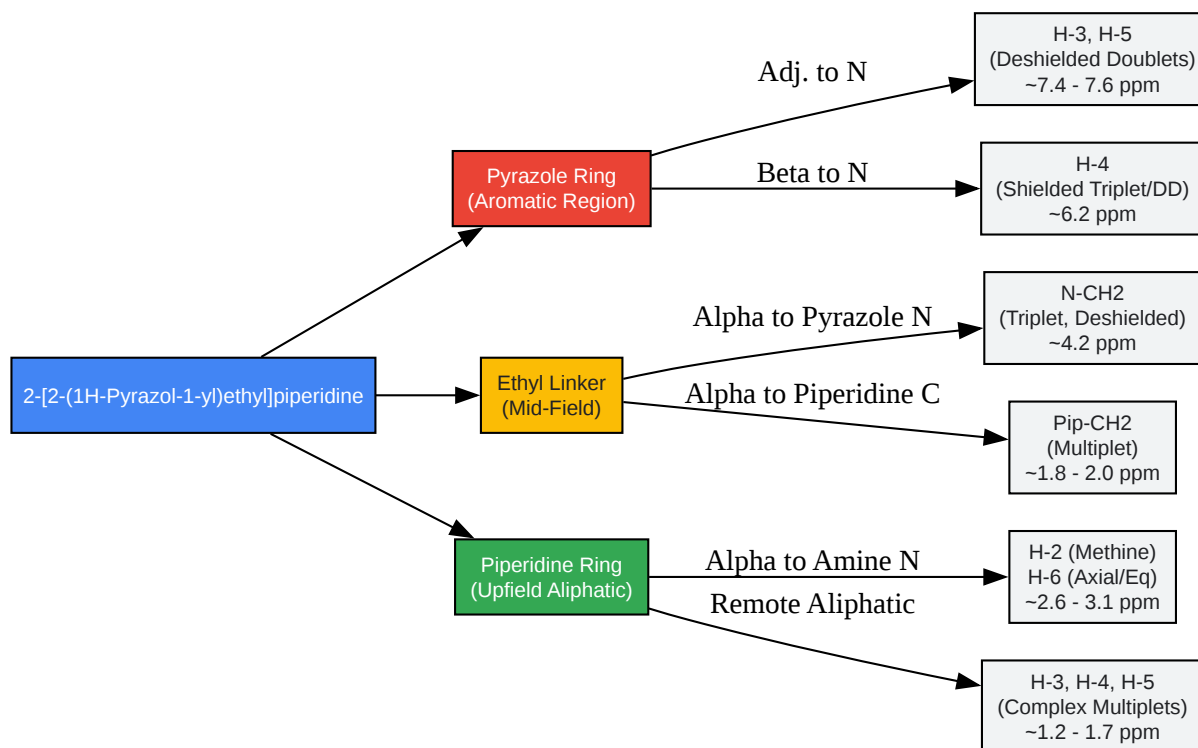 2-[2-(1H-Pyrazol-1-yl)ethyl]piperidine
Pyrazole Ring
(Aromatic Region)
Adj. to N
H-3, H-5
(Deshielded Doublets)
~7.4 - 7.6 ppm
Beta to N
H-4
(Shielded Triplet/DD)
~6.2 ppm
Ethyl Linker
(Mid-Field)
Alpha to Pyrazole N
N-CH2
(Triplet, Deshielded)
~4.2 ppm
Alpha to Piperidine C
Pip-CH2
(Multiplet)
~1.8 - 2.0 ppm
Piperidine Ring
(Upfield Aliphatic)
Alpha to Amine N
H-2 (Methine)
H-6 (Axial/Eq)
~2.6 - 3.1 ppm
Remote Aliphatic
H-3, H-4, H-5
(Complex Multiplets)
~1.2 - 1.7 ppm